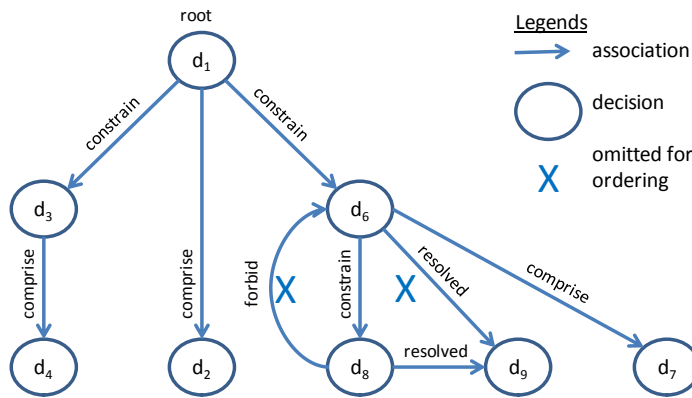 root
Legends
association
d1
constrain
constrain
decision
X
omitted for
ordering
d3
d6
comprise
comprise
forbid
X
constrain
X
resolved
comprise
d4
d2
d8
resolved
d9
d7